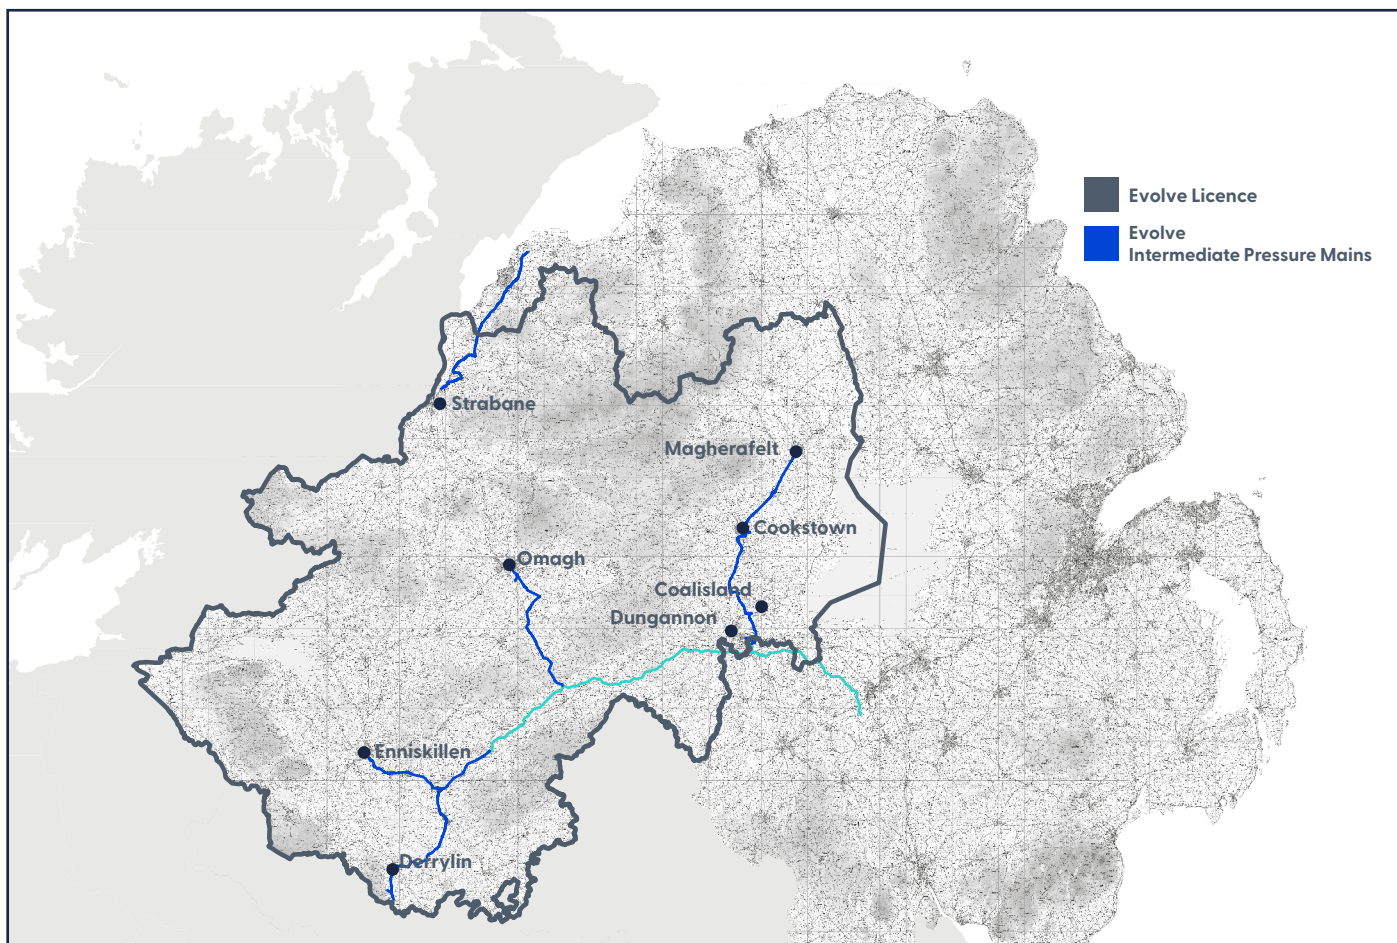 Evolve Licence
Evolve
Intermediate Pressure Mains
Strabane
Magherafelt
Cookstown
Omagh
Coalisland
Dungannon
Enniskillen
Derrylin